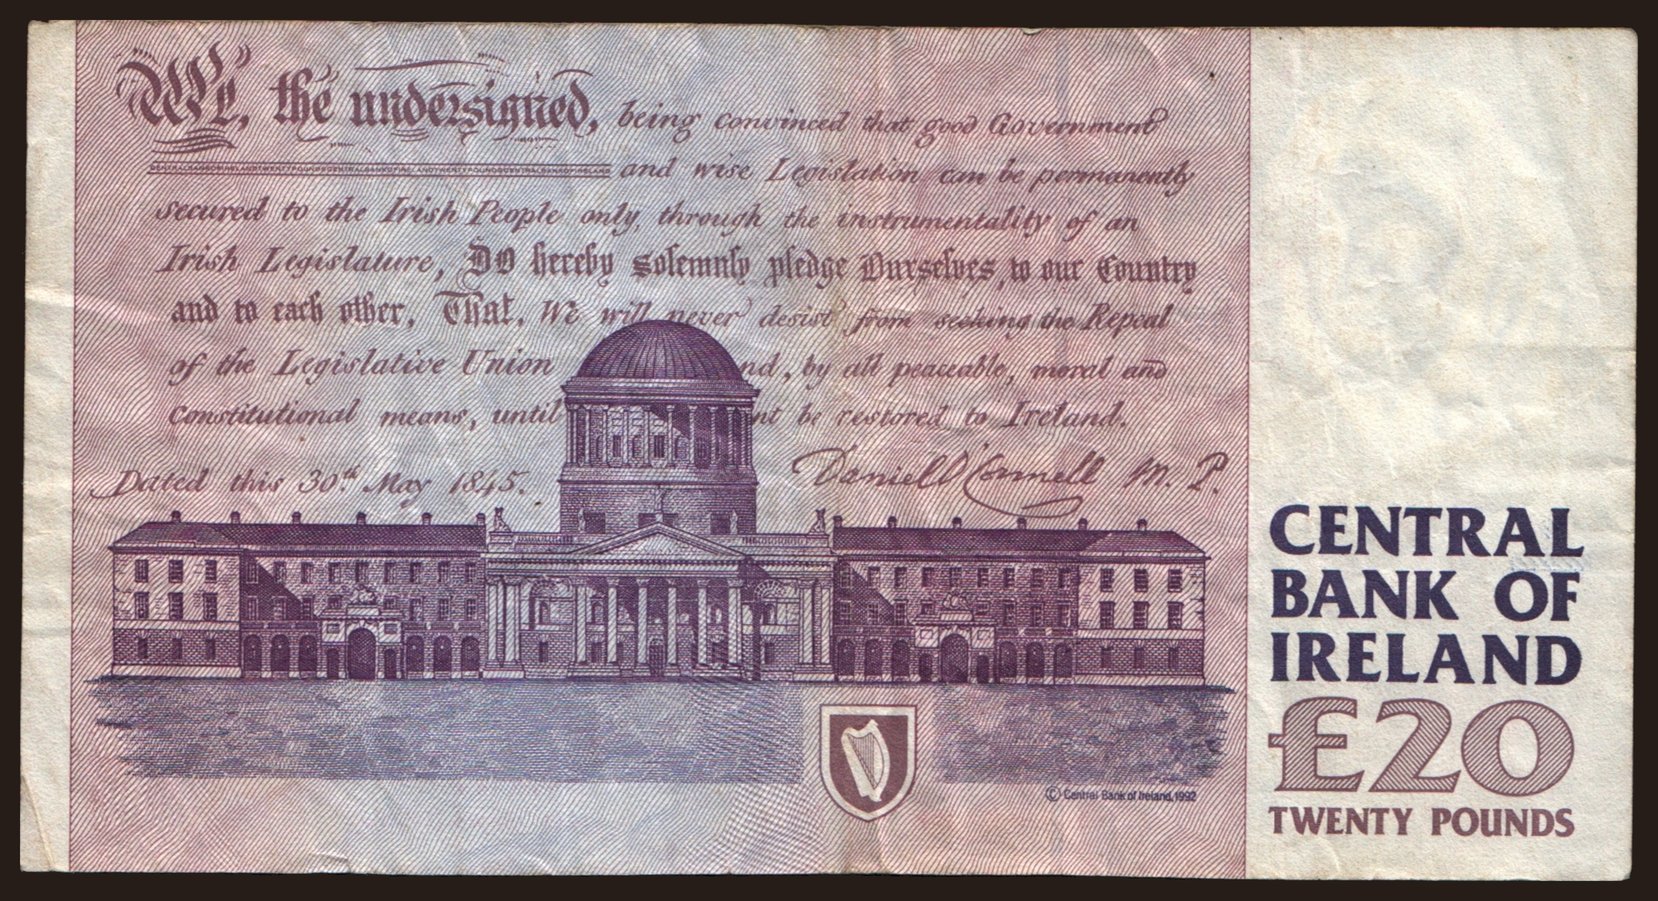 We, the undersigned, being convinced that good Government
and wise Legislation can be permanently
secured to the Irish People only, through the instrumentality of an
Irish Legislature, DO hereby solemnly pledge Ourselves, to our Country
and to each other, That, We will never desist from seeking the Repeal
of the Legislative Union nd, by all peaceable, moral and
constitutional means, until nt be restored to Ireland.
Dated this 30th May 1845. Daniel O'Connell M. P.
CENTRAL
BANK OF
IRELAND
£20
TWENTY POUNDS
© Central Bank of Ireland, 1992